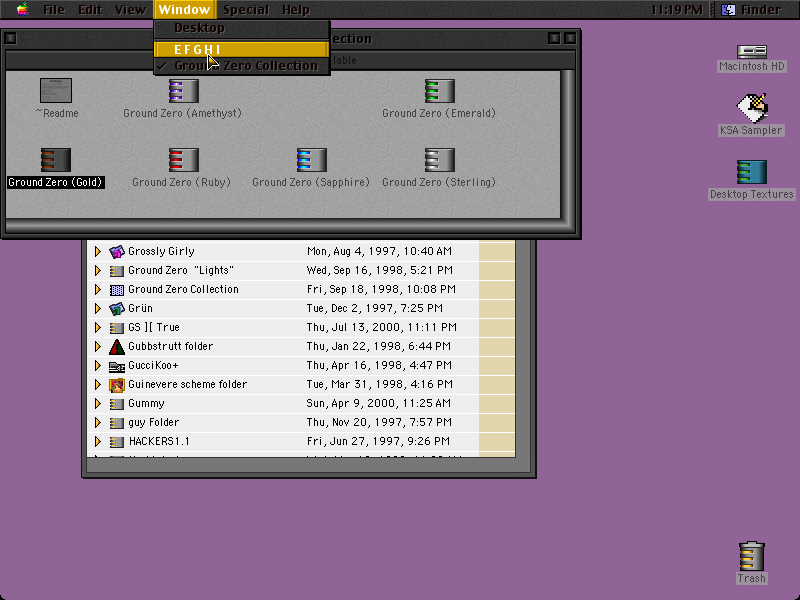 File Edit View Window Special Help 11:19 PM Finder
Desktop
E F G H I
✓ Ground Zero Collection
~Readme
Ground Zero (Amethyst)
Ground Zero (Emerald)
Ground Zero (Gold)
Ground Zero (Ruby)
Ground Zero (Sapphire)
Ground Zero (Sterling)
Macintosh HD
KSA Sampler
Desktop Textures
Grossly Girly Mon, Aug 4, 1997, 10:40 AM
Ground Zero "Lights" Wed, Sep 16, 1998, 5:21 PM
Ground Zero Collection Fri, Sep 18, 1998, 10:08 PM
Grün Tue, Dec 2, 1997, 7:25 PM
GS ][ True Thu, Jul 13, 2000, 11:11 PM
Gubbstrutt folder Thu, Jan 22, 1998, 6:44 PM
GucciKoo+ Thu, Apr 16, 1998, 4:47 PM
Guinevere scheme folder Tue, Mar 31, 1998, 4:16 PM
Gummy Sun, Apr 9, 2000, 11:25 AM
guy Folder Thu, Nov 20, 1997, 7:57 PM
HACKERS1.1 Fri, Jun 27, 1997, 9:26 PM
Trash